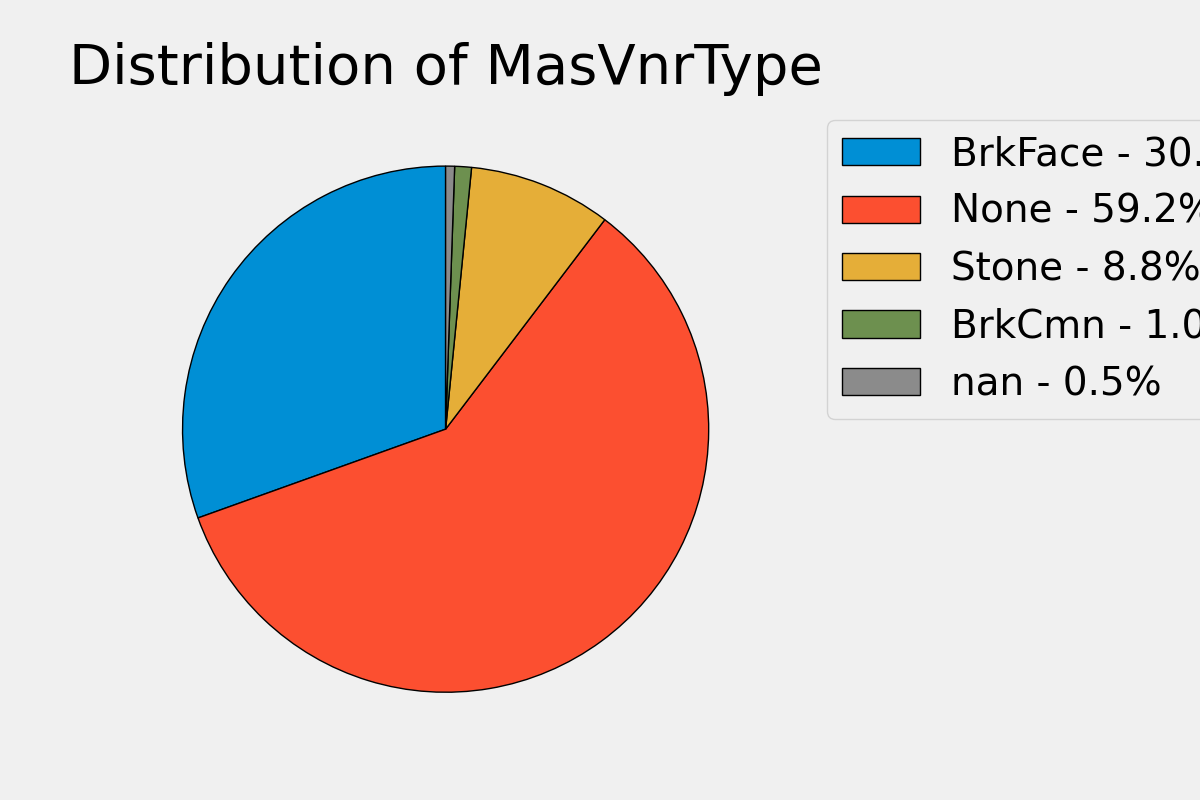 Distribution of MasVnrType
BrkFace - 30.
None - 59.2%
Stone - 8.8%
BrkCmn - 1.0
nan - 0.5%